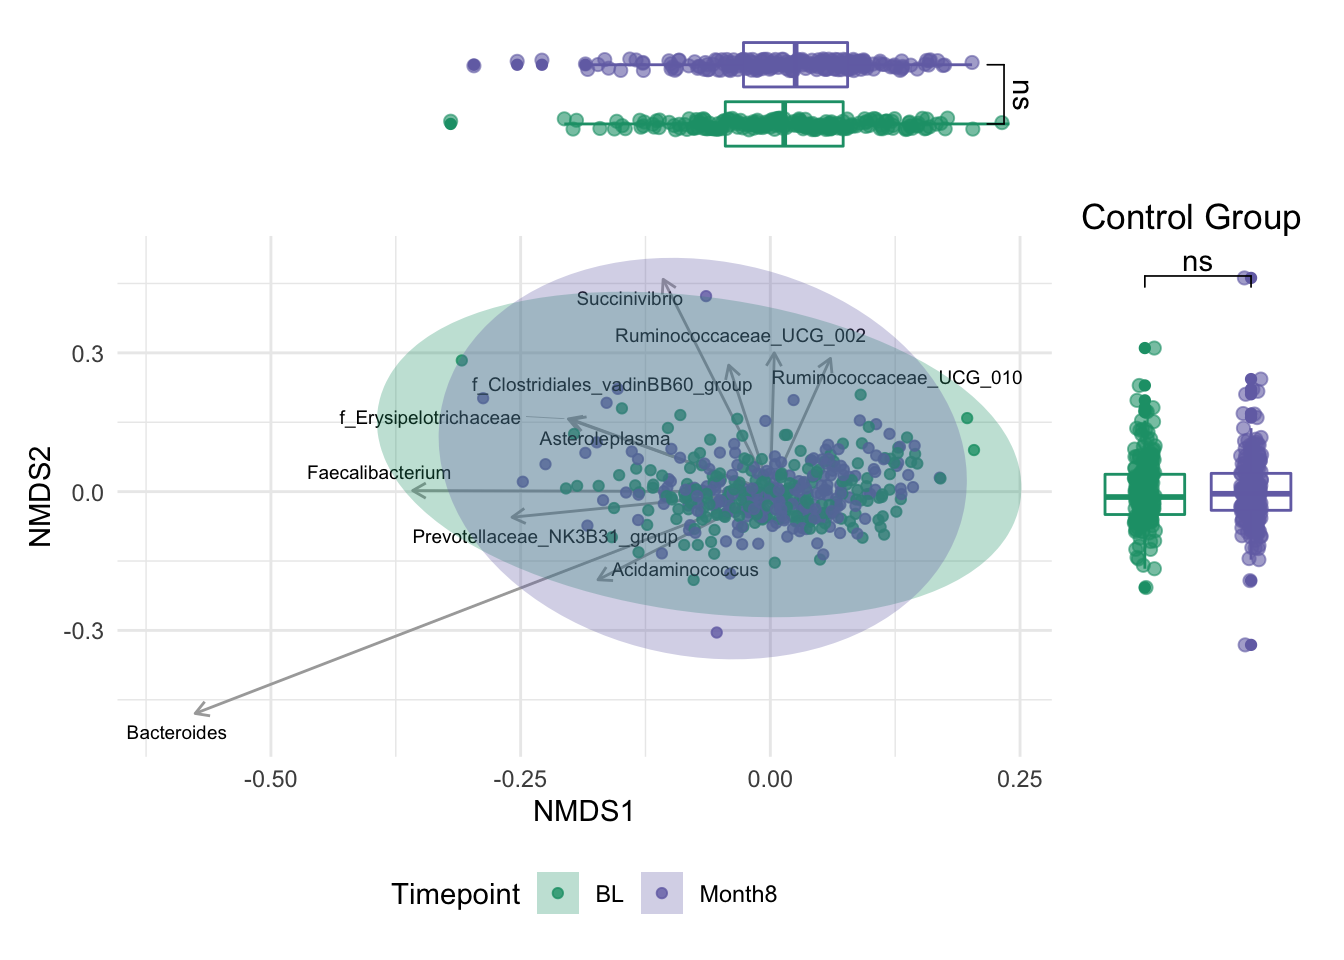 ns
Control Group
ns
Succinivibrio
Ruminococcaceae_UCG_002
0.3
Ruminococcaceae_UCG_010
f_Clostridiales_vadinBB60_group
f_Erysipelotrichaceae
Asteroleplasma
Faecalibacterium
NMDS2
0.0
Prevotellaceae_NK3B31_group
Acidaminococcus
-0.3
Bacteroides
-0.50 -0.25 0.00 0.25
NMDS1
Timepoint BL Month8